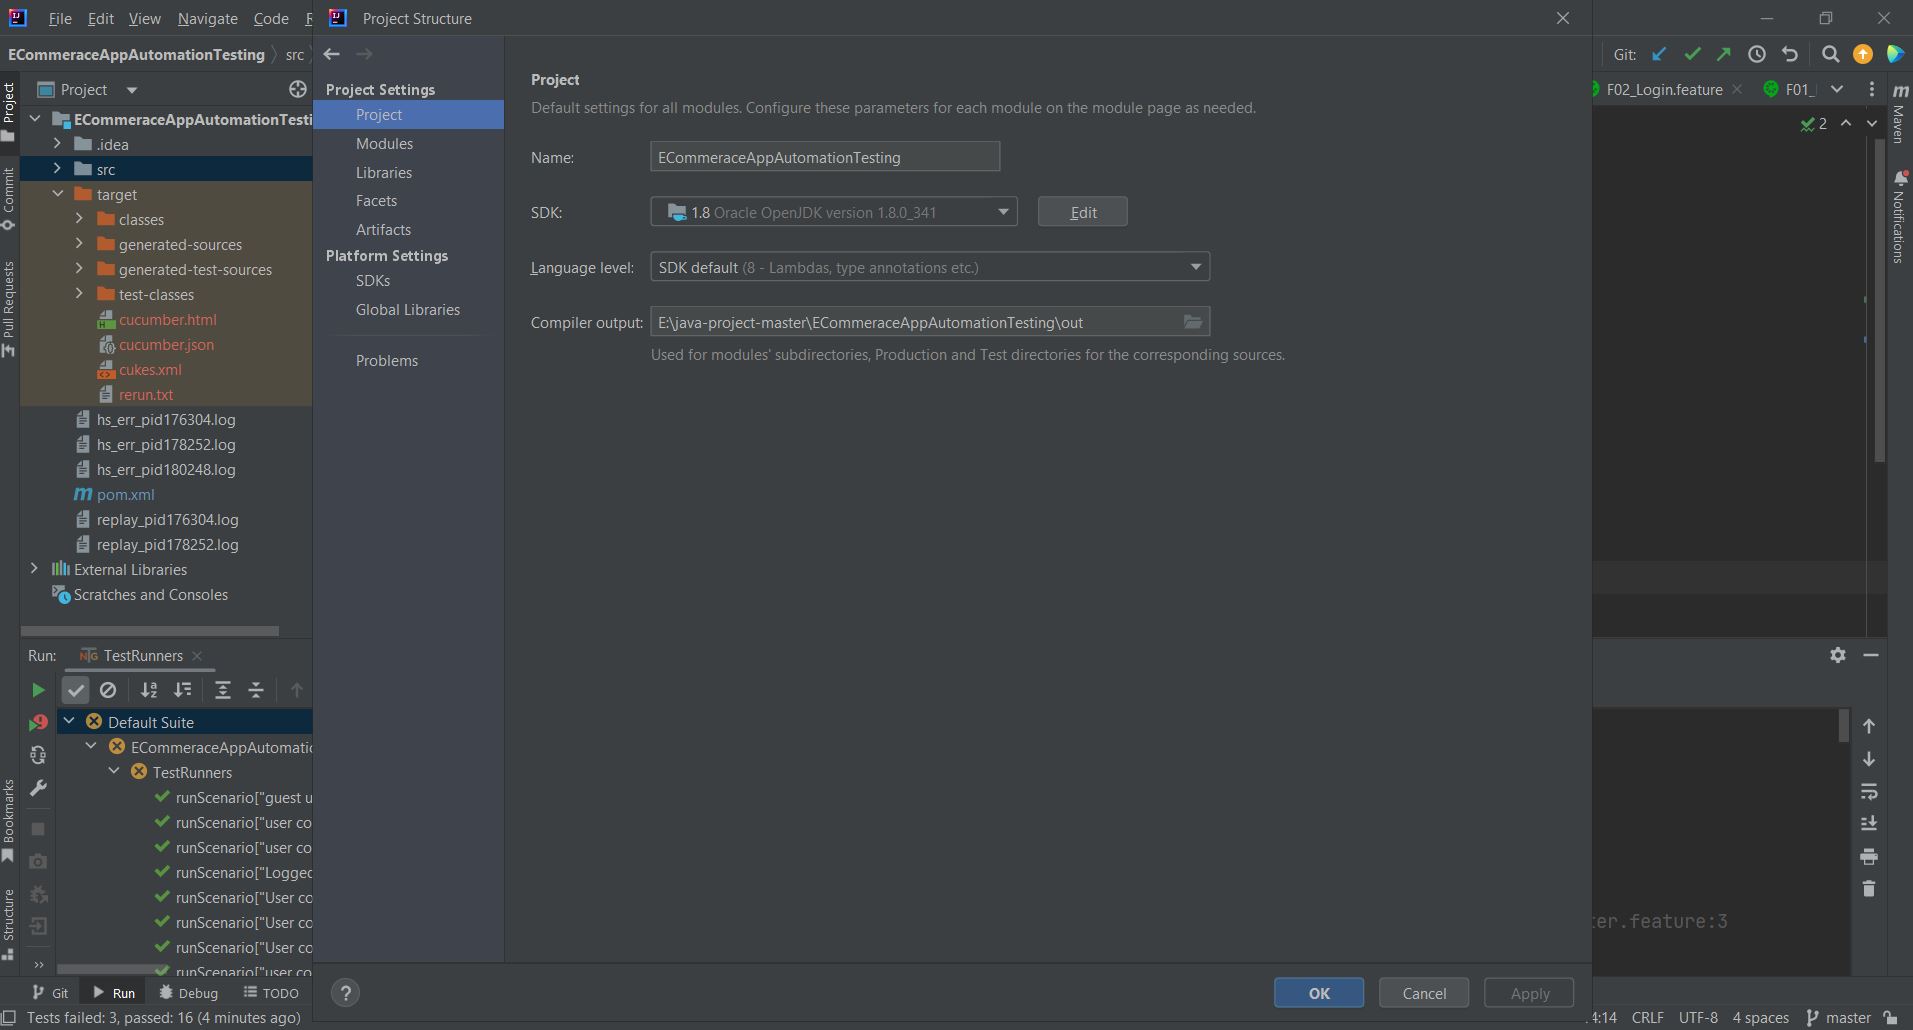 File Edit View Navigate Code
Project Structure
ECommeraceAppAutomationTesting src
Git:
Project
F02_Login.feature
F01_
2
ECommeraceAppAutomationTesti
.idea
src
target
classes
generated-sources
generated-test-sources
test-classes
cucumber.html
cucumber.json
cukes.xml
rerun.txt
hs_err_pid176304.log
hs_err_pid178252.log
hs_err_pid180248.log
pom.xml
replay_pid176304.log
replay_pid178252.log
External Libraries
Scratches and Consoles
Project
Commit
Pull Requests
Bookmarks
Structure
Project Settings
Project
Modules
Libraries
Facets
Artifacts
Platform Settings
SDKs
Global Libraries
Problems
Project
Default settings for all modules. Configure these parameters for each module on the module page as needed.
Name: ECommeraceAppAutomationTesting
SDK: 1.8 Oracle OpenJDK version 1.8.0_341 Edit
Language level: SDK default (8 - Lambdas, type annotations etc.)
Compiler output: E:\java-project-master\ECommeraceAppAutomationTesting\out
Used for modules' subdirectories, Production and Test directories for the corresponding sources.
Maven
Notifications
Run: TestRunners
Default Suite
ECommeraceAppAutomatio
TestRunners
runScenario["guest u
runScenario["user co
runScenario["user co
runScenario["Logged
runScenario["User co
runScenario["User co
runScenario["User co
runScenario["user co
ter.feature:3
OK Cancel Apply
Git Run Debug TODO
Tests failed: 3, passed: 16 (4 minutes ago)
4:14 CRLF UTF-8 4 spaces master